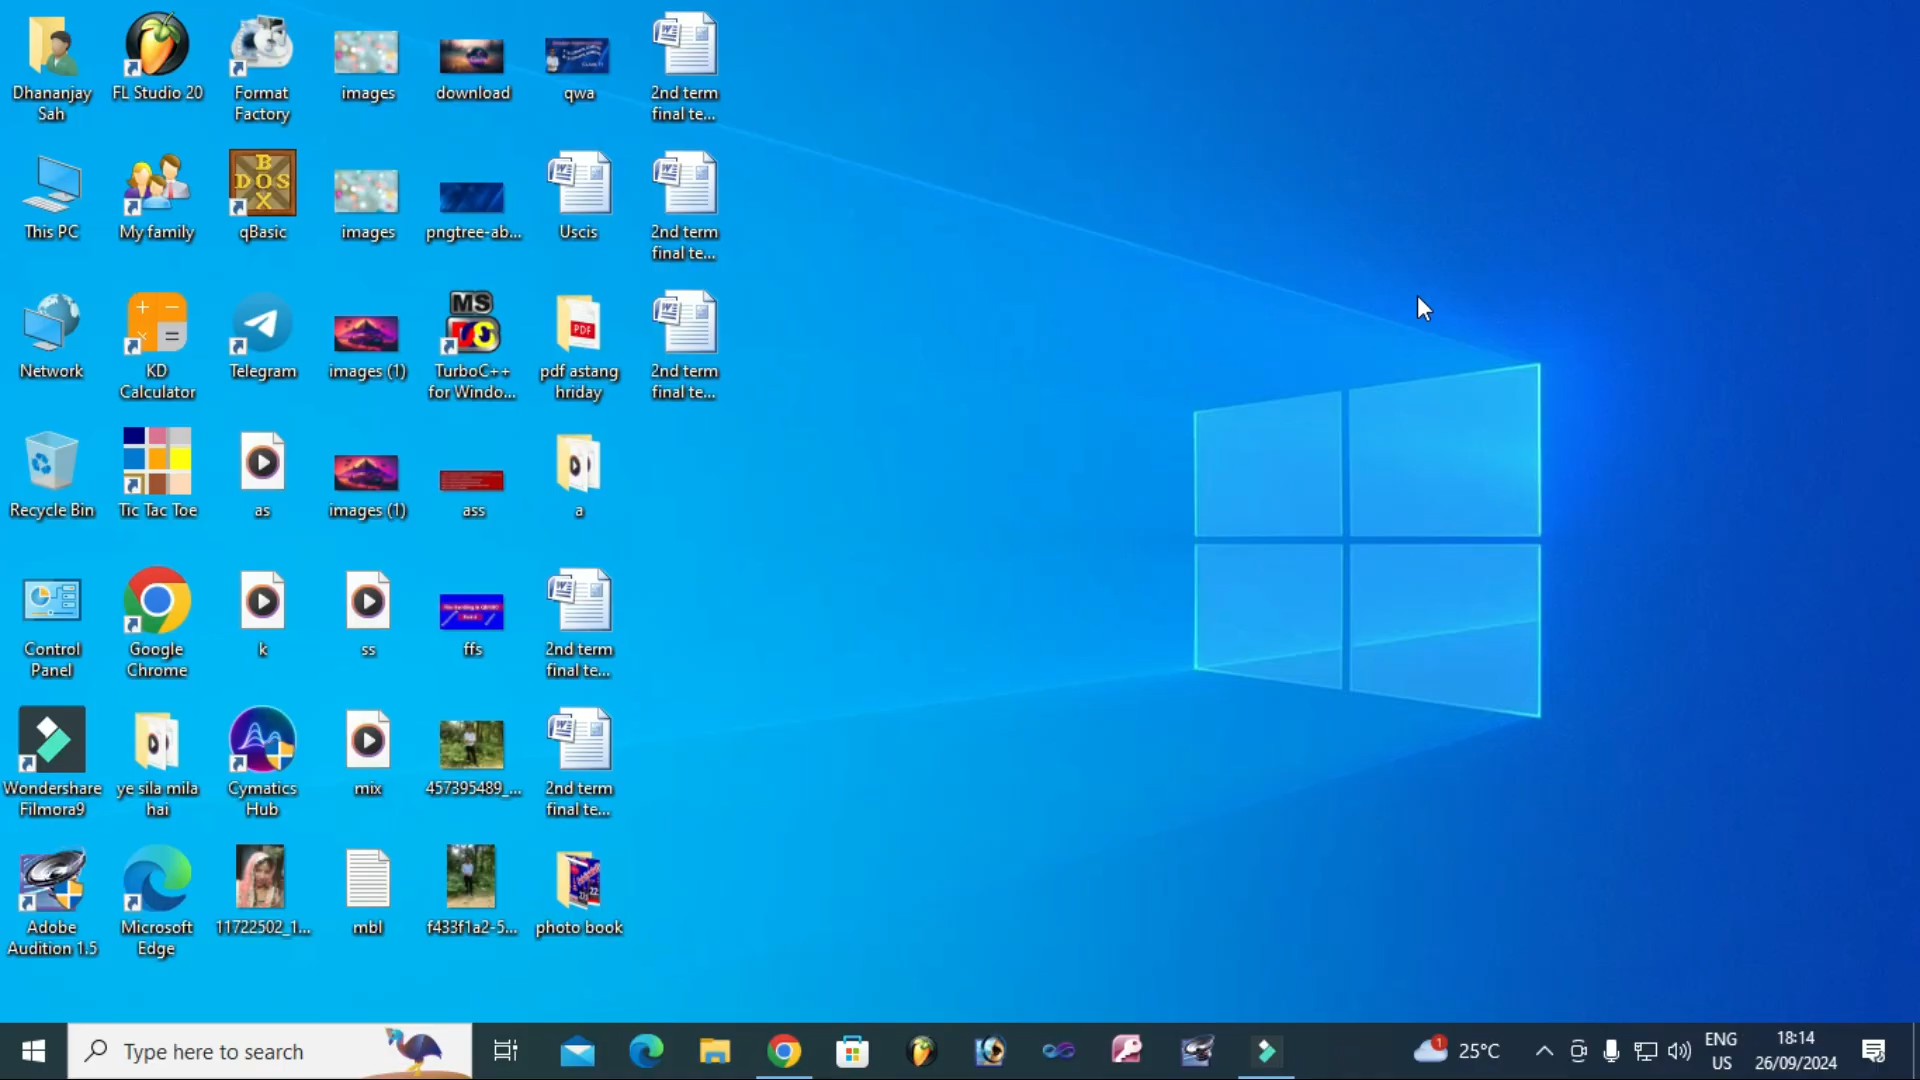 Dhananjay
Sah
FL Studio 20
Format
Factory
images
download
qwa
2nd term
final te...
This PC
My family
BOX
DOS
qBasic
images
pngtree-ab...
Uscis
2nd term
final te...
Network
KD
Calculator
Telegram
images (1)
MS
TurboC++
for Windo...
PDF
pdf astang
hriday
2nd term
final te...
Recycle Bin
Tic Tac Toe
as
images (1)
ass
a
Control
Panel
Google
Chrome
k
ss
ffs
2nd term
final te...
Wondershare
Filmora9
ye sila mila
hai
Cymatics
Hub
mix
457395489_...
2nd term
final te...
Adobe
Audition 1.5
Microsoft
Edge
11722502_1...
mbl
f433f1a2-5...
photo book
Type here to search
1
25°C
ENG
US
18:14
26/09/2024